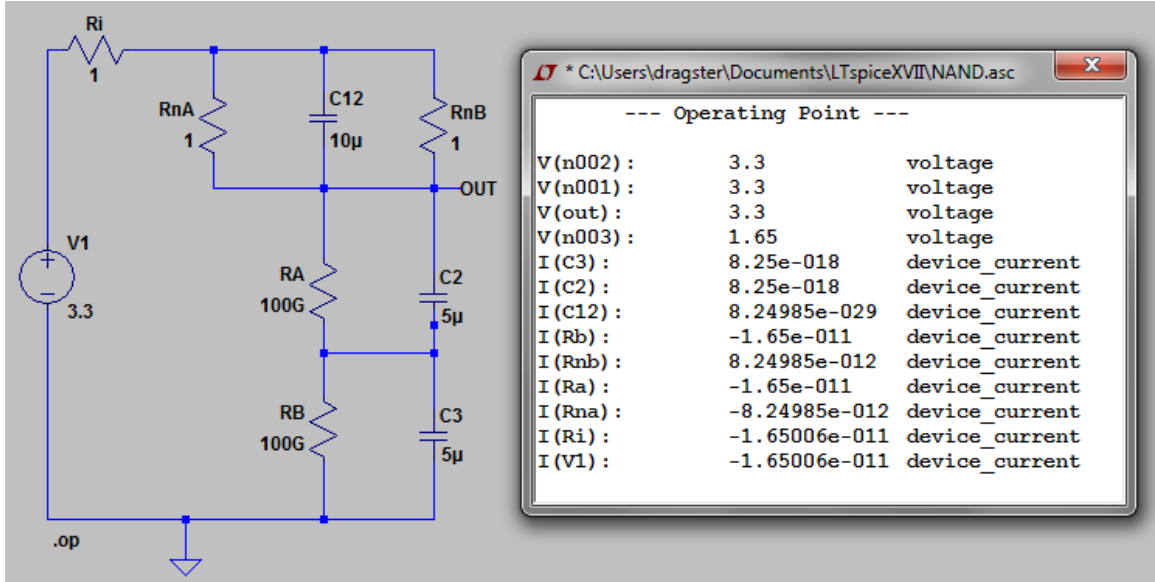 Ri
1
RnA
1
C12
10µ
RnB
1
OUT
V1
3.3
RA
100G
C2
5µ
RB
100G
C3
5µ
.op
* C:\Users\dragster\Documents\LTspiceXVII\NAND.asc
--- Operating Point ---
V(n002): 3.3 voltage
V(n001): 3.3 voltage
V(out): 3.3 voltage
V(n003): 1.65 voltage
I(C3): 8.25e-018 device_current
I(C2): 8.25e-018 device_current
I(C12): 8.24985e-029 device_current
I(Rb): -1.65e-011 device_current
I(Rnb): 8.24985e-012 device_current
I(Ra): -1.65e-011 device_current
I(Rna): -8.24985e-012 device_current
I(Ri): -1.65006e-011 device_current
I(V1): -1.65006e-011 device_current